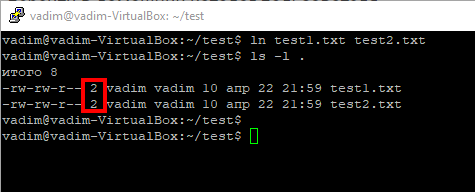 vadim@vadim-VirtualBox: ~/test
vadim@vadim-VirtualBox:~/test$ ln test1.txt test2.txt
vadim@vadim-VirtualBox:~/test$ ls -l .
итого 8
-rw-rw-r-- 2 vadim vadim 10 апр 22 21:59 test1.txt
-rw-rw-r-- 2 vadim vadim 10 апр 22 21:59 test2.txt
vadim@vadim-VirtualBox:~/test$
vadim@vadim-VirtualBox:~/test$